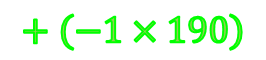 + (−1 × 190)